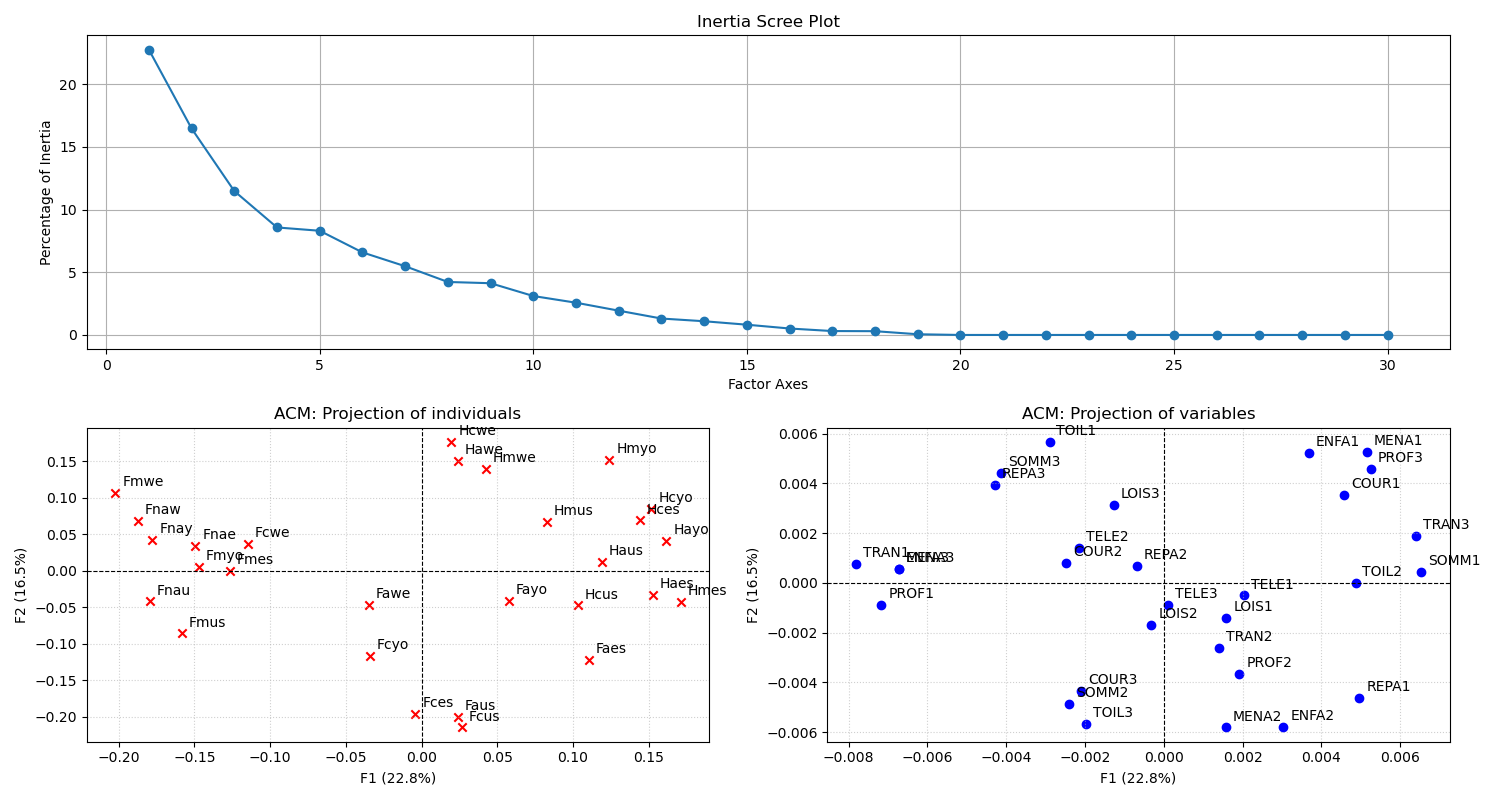 Inertia Scree Plot
Percentage of Inertia
20
15
10
5
0
0 5 10 15 20 25 30
Factor Axes
ACM: Projection of individuals
F2 (16.5%)
0.15
0.10
0.05
0.00
−0.05
−0.10
−0.15
−0.20
Hcwe
Hawe
Hmwe
Hmyo
Fmwe
Hcyo
Fnaw
Hmus
Hces
Fnay
Fnae
Fcwe
Hayo
Fmyo
Fmes
Haus
Fnau
Fawe
Fayo
Hcus
Haes
Hmes
Fmus
Fcyo
Faes
Fces
Faus
Fcus
−0.20 −0.15 −0.10 −0.05 0.00 0.05 0.10 0.15
F1 (22.8%)
ACM: Projection of variables
F2 (16.5%)
0.006
0.004
0.002
0.000
−0.002
−0.004
−0.006
TOIL1
ENFA1
MENA1
SOMM3
PROF3
REPA3
COUR1
LOIS3
TRAN3
TELE2
TRAN1
MENA3
COUR2
REPA2
SOMM1
TOIL2
PROF1
TELE3
TELE1
LOIS2
LOIS1
TRAN2
PROF2
COUR3
SOMM2
REPA1
TOIL3
MENA2
ENFA2
−0.008 −0.006 −0.004 −0.002 0.000 0.002 0.004 0.006
F1 (22.8%)